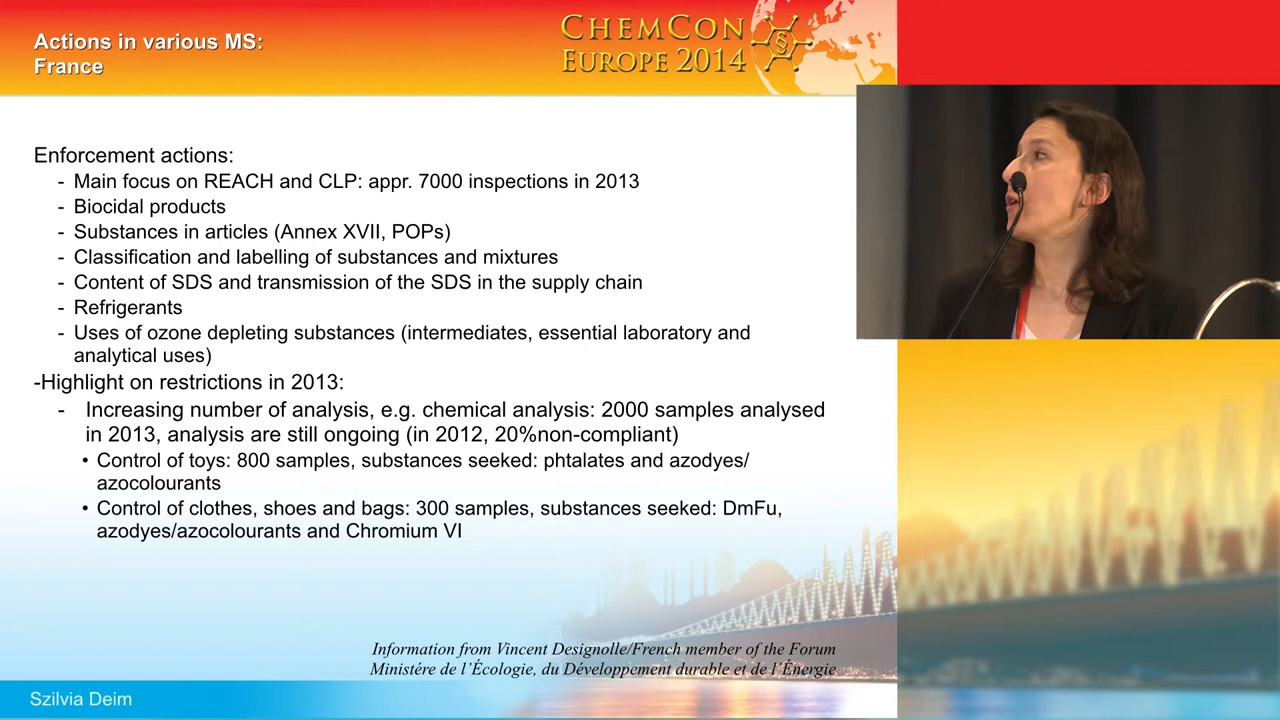 Actions in various MS:
France
CHEMCON
EUROPE 2014
§
Enforcement actions:
- Main focus on REACH and CLP: appr. 7000 inspections in 2013
- Biocidal products
- Substances in articles (Annex XVII, POPs)
- Classification and labelling of substances and mixtures
- Content of SDS and transmission of the SDS in the supply chain
- Refrigerants
- Uses of ozone depleting substances (intermediates, essential laboratory and
analytical uses)
-Highlight on restrictions in 2013:
- Increasing number of analysis, e.g. chemical analysis: 2000 samples analysed
in 2013, analysis are still ongoing (in 2012, 20%non-compliant)
• Control of toys: 800 samples, substances seeked: phtalates and azodyes/
azocolourants
• Control of clothes, shoes and bags: 300 samples, substances seeked: DmFu,
azodyes/azocolourants and Chromium VI
Information from Vincent Designolle/French member of the Forum
Ministére de l’Écologie, du Développement durable et de l’Énergie
Szilvia Deim